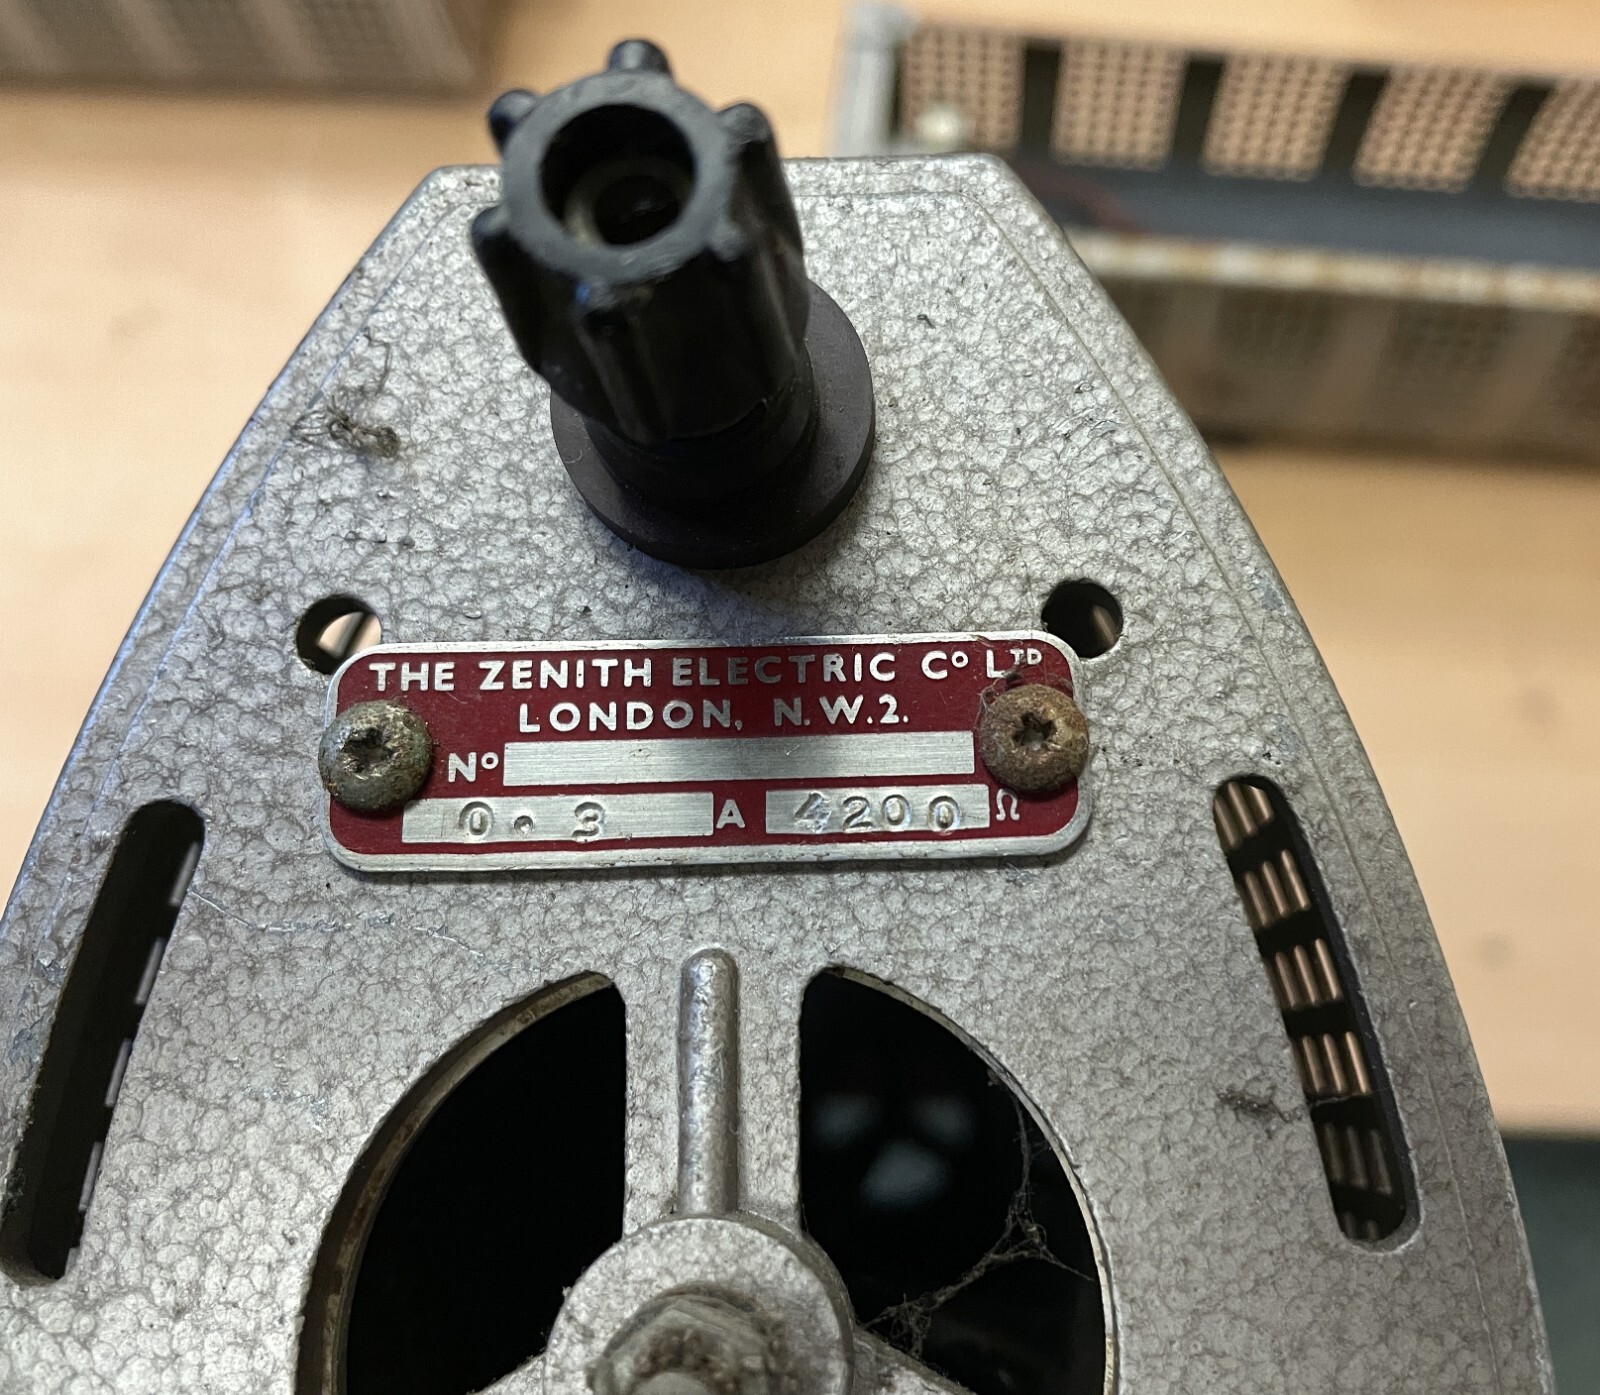 THE ZENITH ELECTRIC Cº LTD
LONDON, N.W.2.
Nº
0.3 A 4200 Ω